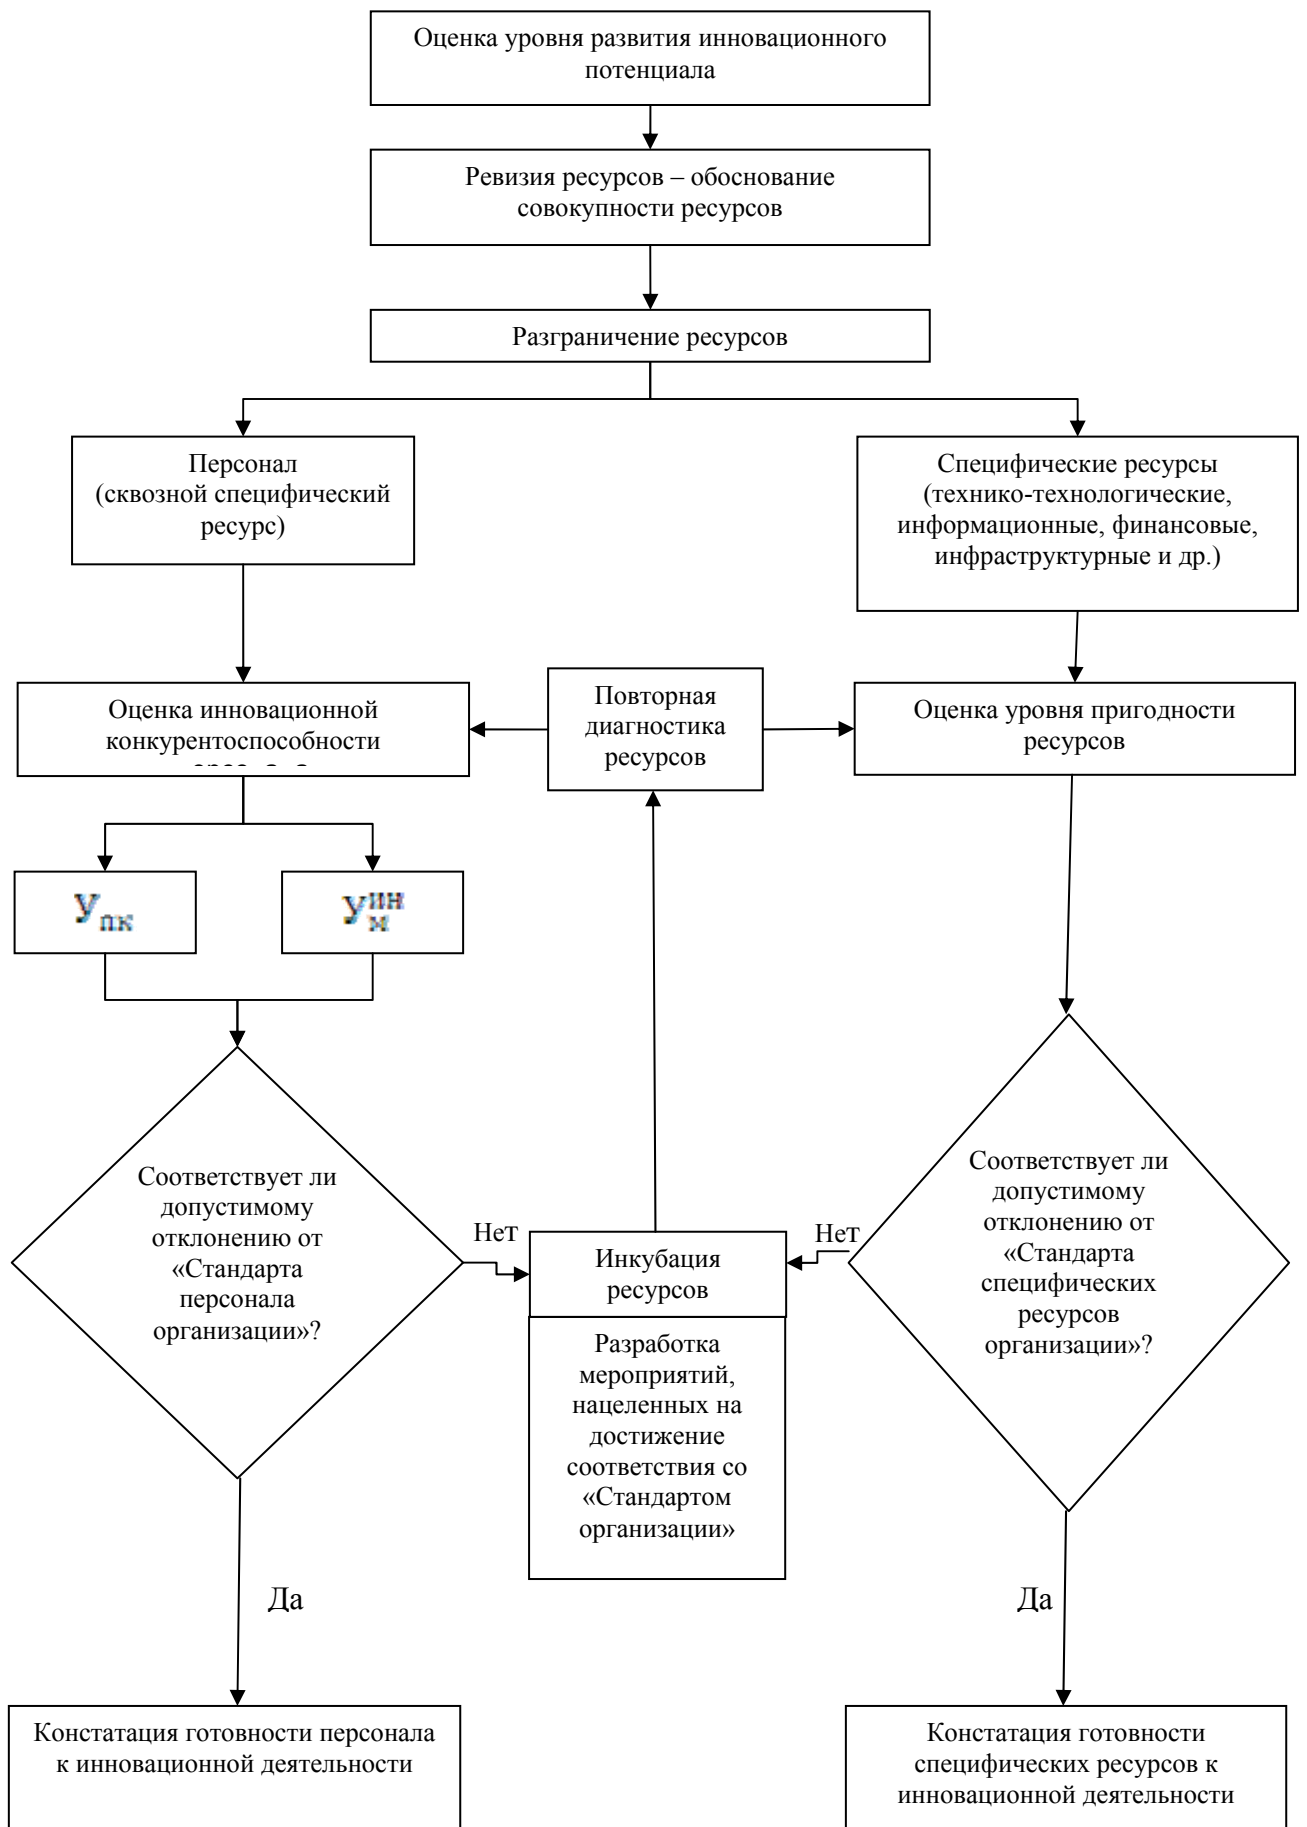 Оценка уровня развития инновационного
потенциала
Ревизия ресурсов – обоснование
совокупности ресурсов
Разграничение ресурсов
Персонал
(сквозной специфический
ресурс)
Специфические ресурсы
(технико-технологические,
информационные, финансовые,
инфраструктурные и др.)
Оценка инновационной
конкурентоспособности
Повторная
диагностика
ресурсов
Оценка уровня пригодности
ресурсов
Упк
Умин
Соответствует ли
допустимому
отклонению от
«Стандарта
персонала
организации»?
Нет
Инкубация
ресурсов
Нет
Соответствует ли
допустимому
отклонению от
«Стандарта
специфических
ресурсов
организации»?
Разработка
мероприятий,
нацеленных на
достижение
соответствия со
«Стандартом
организации»
Да
Да
Констатация готовности персонала
к инновационной деятельности
Констатация готовности
специфических ресурсов к
инновационной деятельности